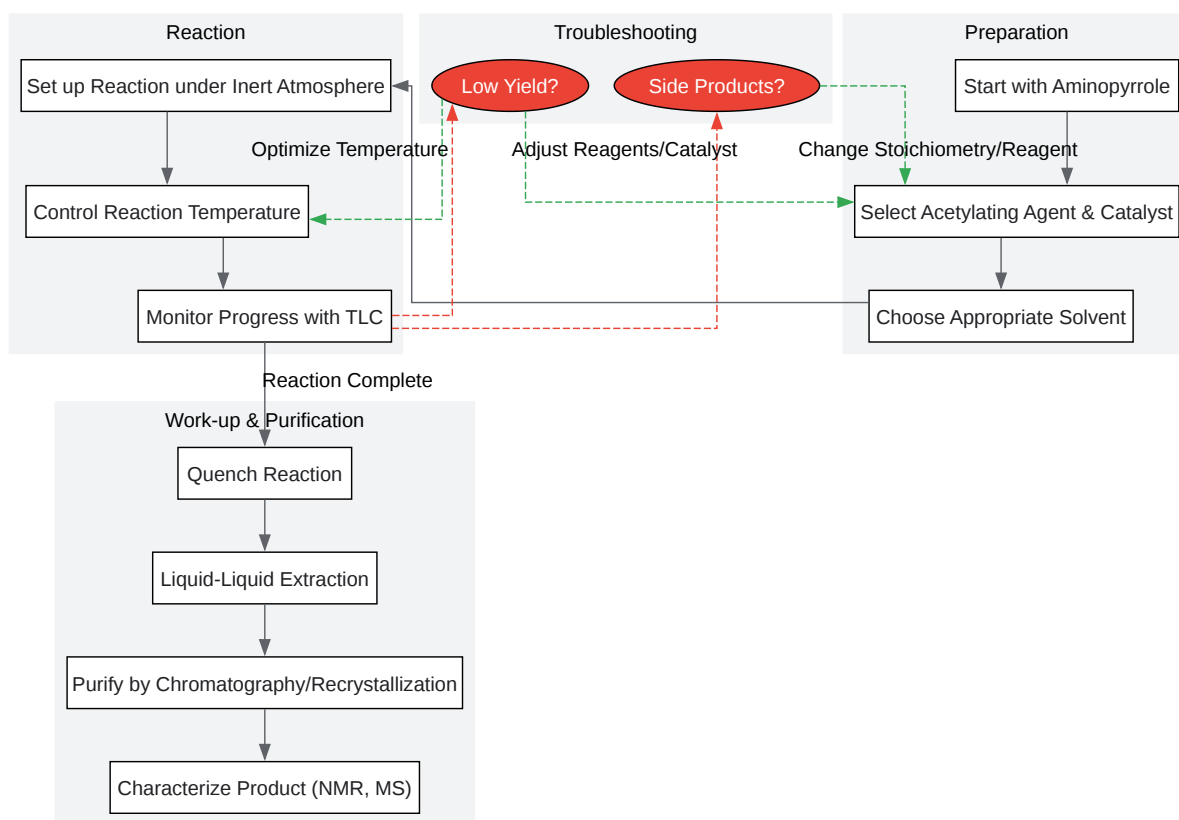 Reaction
Troubleshooting
Preparation
Set up Reaction under Inert Atmosphere
Low Yield?
Side Products?
Start with Aminopyrrole
Optimize Temperature
Adjust Reagents/Catalyst
Change Stoichiometry/Reagent
Control Reaction Temperature
Select Acetylating Agent & Catalyst
Monitor Progress with TLC
Choose Appropriate Solvent
Reaction Complete
Work-up & Purification
Quench Reaction
Liquid-Liquid Extraction
Purify by Chromatography/Recrystallization
Characterize Product (NMR, MS)